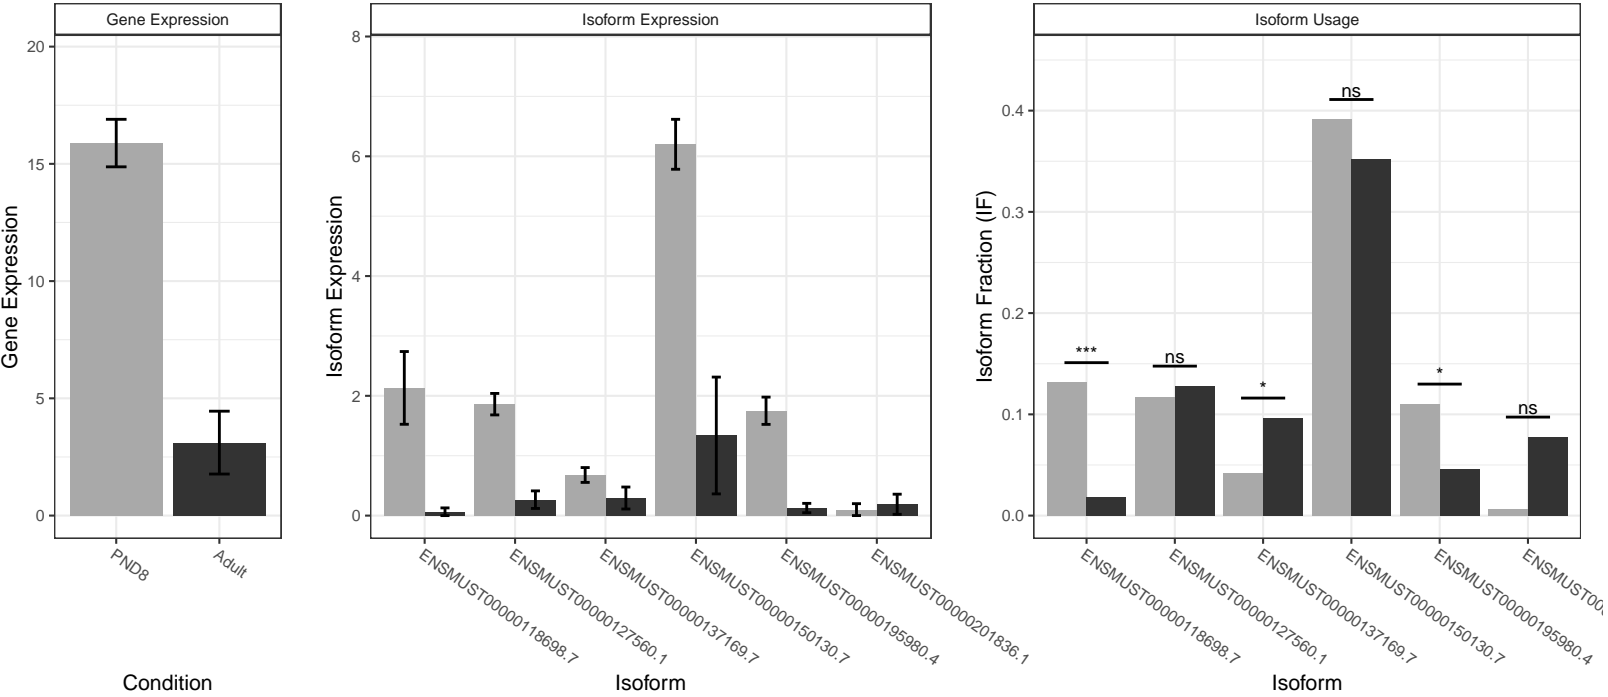 Gene Expression
Gene Expression
20
15
10
5
0
PND8
Adult
Condition
Isoform Expression
Isoform Expression
8
6
4
2
0
ENSMUST00000118698.7
ENSMUST00000127560.1
ENSMUST00000137169.7
ENSMUST00000150130.7
ENSMUST00000195980.4
ENSMUST00000201836.1
Isoform
Isoform Usage
Isoform Fraction (IF)
0.4
0.3
0.2
0.1
0.0
***
ns
*
ns
*
ns
ENSMUST00000118698.7
ENSMUST00000127560.1
ENSMUST00000137169.7
ENSMUST00000150130.7
ENSMUST00000195980.4
Isoform